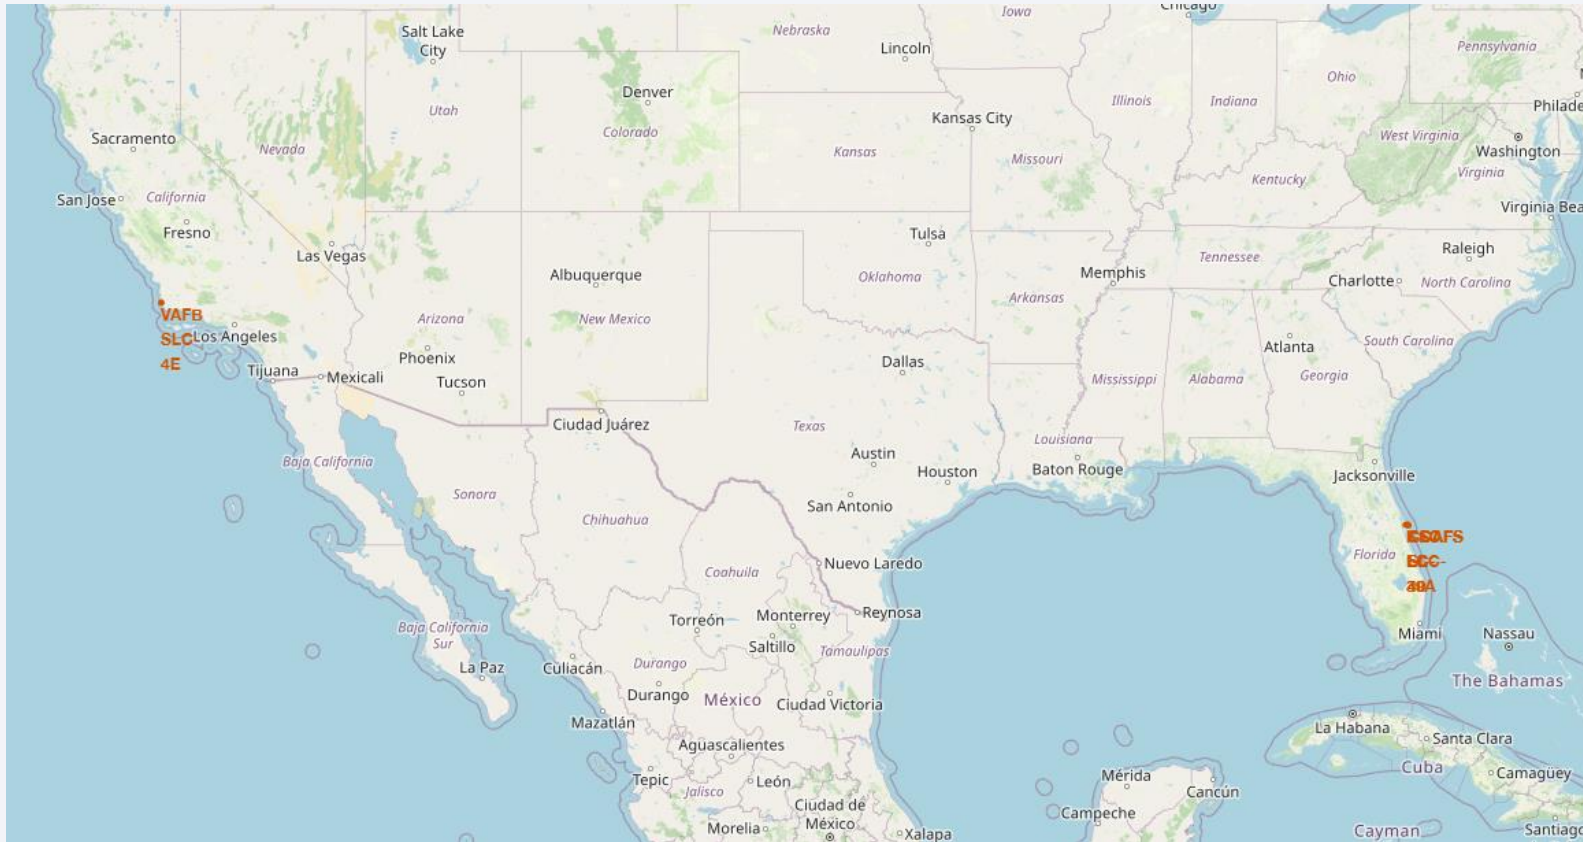 Chicago
Iowa
Salt Lake
City
Nebraska
Lincoln
Pennsylvania
Denver
Utah
Colorado
Illinois
Indiana
Ohio
Philade
Sacramento
Nevada
Kansas City
Kansas
Missouri
West Virginia
Washington
San Jose
California
Kentucky
Virginia
Fresno
Virginia Bea
Las Vegas
Tulsa
Raleigh
Albuquerque
Oklahoma
Memphis
Tennessee
Charlotte
North Carolina
Arkansas
VAFB
SLC-
4E
Los Angeles
Arizona
New Mexico
Phoenix
Dallas
Atlanta
South Carolina
Tijuana
Mexicali
Tucson
Mississippi
Alabama
Georgia
Ciudad Juárez
Texas
Louisiana
Baja California
Austin
Houston
Baton Rouge
Jacksonville
Sonora
San Antonio
Chihuahua
Florida
Coahuila
Nuevo Laredo
Torreón
Monterrey
Reynosa
Baja California
Sur
Saltillo
Tamaulipas
Miami
Nassau
La Paz
Culiacán
Durango
Durango
México
Ciudad Victoria
The Bahamas
Mazatlán
La Habana
Santa Clara
Aguascalientes
Cuba
Tepic
León
Mérida
Camagüey
Jalisco
Cancún
Ciudad de
México
Campeche
Morelia
Xalapa
Cayman
Santiago